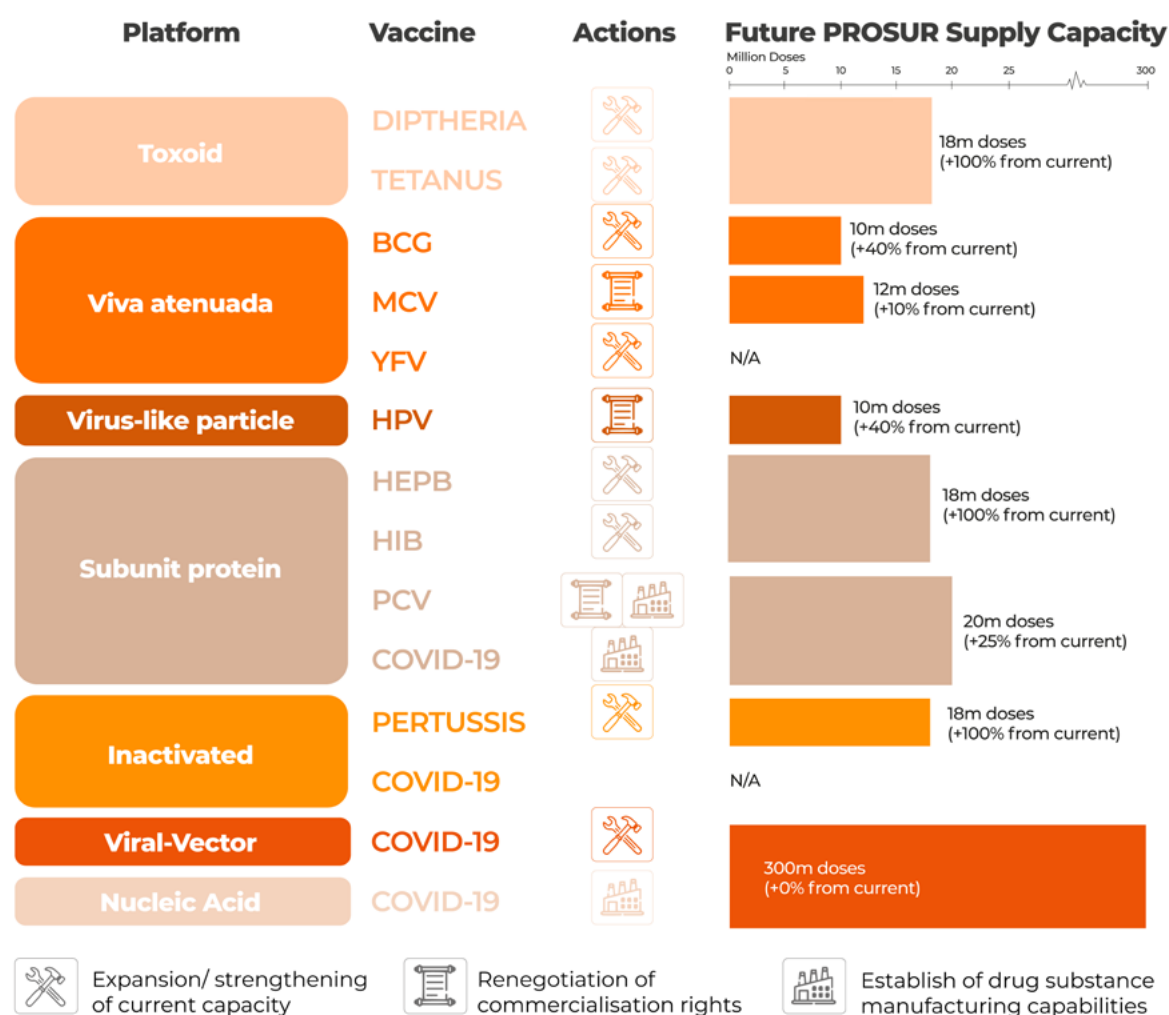 Platform
Vaccine
Actions
Future PROSUR Supply Capacity
Million Doses
0 5 10 15 20 25 300
Toxoid
DIPTHERIA
TETANUS
18m doses
(+100% from current)
Viva atenuada
BCG
10m doses
(+40% from current)
MCV
12m doses
(+10% from current)
YFV
N/A
Virus-like particle
HPV
10m doses
(+40% from current)
Subunit protein
HEPB
HIB
18m doses
(+100% from current)
PCV
COVID-19
20m doses
(+25% from current)
Inactivated
PERTUSSIS
18m doses
(+100% from current)
COVID-19
N/A
Viral-Vector
COVID-19
Nucleic Acid
COVID-19
300m doses
(+0% from current)
Expansion/ strengthening
of current capacity
Renegotiation of
commercialisation rights
Establish of drug substance
manufacturing capabilities